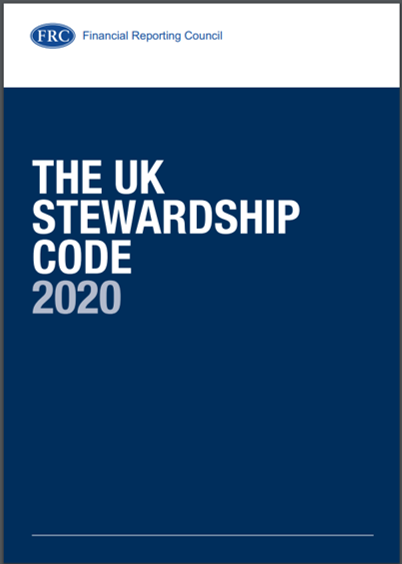 FRC Financial Reporting Council
THE UK
STEWARDSHIP
CODE
2020